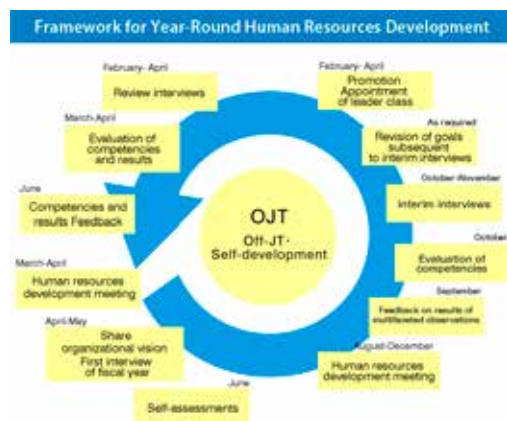 Framework for Year-Round Human Resources Development
February- April
Review interviews
March-April
Evaluation of
competencies
and results
June
Competencies and
results Feedback
March-April
Human resources
development meeting
April-May
Share
organizational vision
First interview
of fiscal year
June
Self-assessments
February- April
Promotion
Appointment
of leader class
As required
Revision of goals
subsequent
to interim interviews
October-November
Interim interviews
October
Evaluation of
competencies
September
Feedback on results of
multifaceted observations
August-December
Human resources
development meeting
OJT
Off-JT·
Self-development